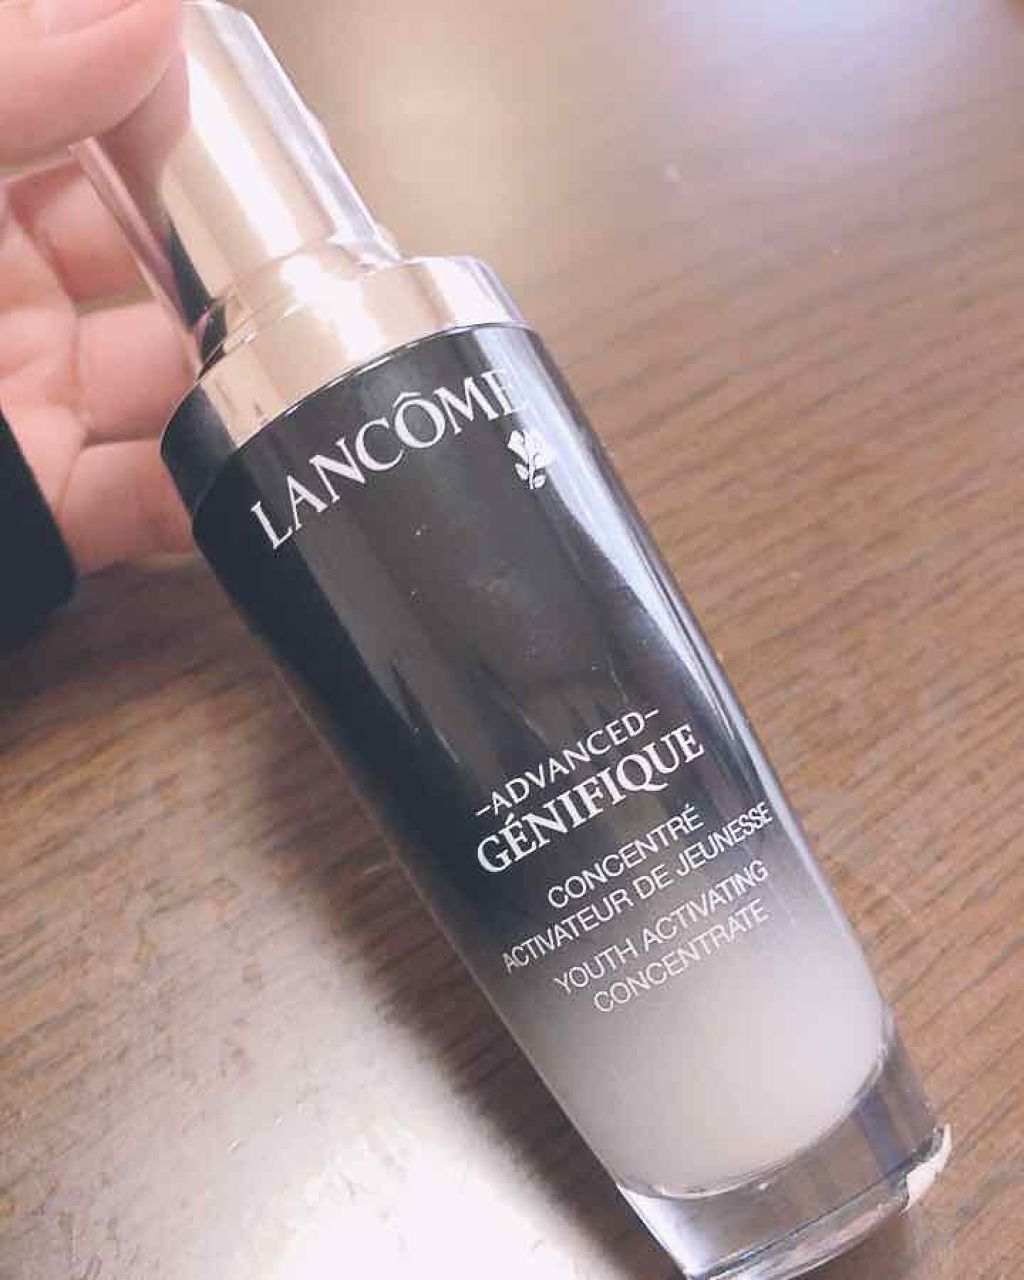 LANCÔME
-ADVANCED-
GÉNIFIQUE
CONCENTRÉ
ACTIVATEUR DE JEUNESSE
YOUTH ACTIVATING
CONCENTRATE